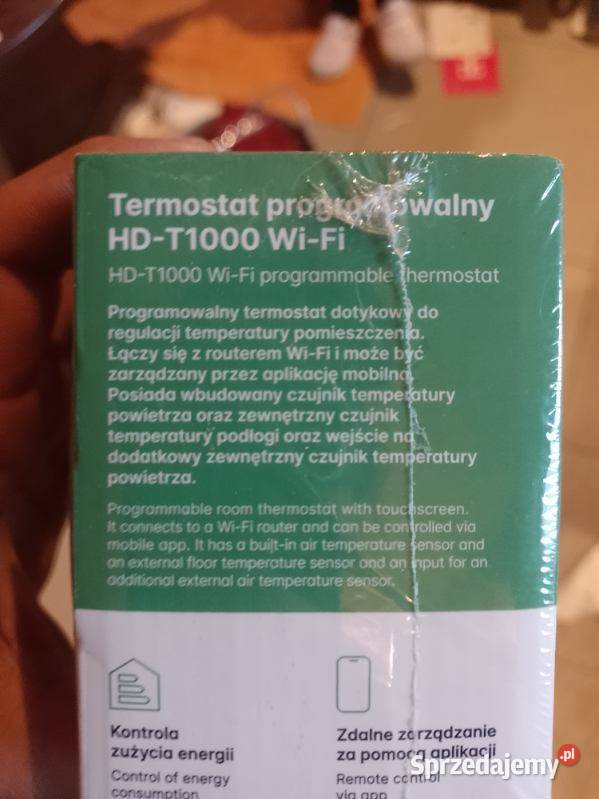 Termostat programowalny
HD-T1000 Wi-Fi
HD-T1000 Wi-Fi programmable thermostat
Programowalny termostat dotykowy do
regulacji temperatury pomieszczenia.
Łączy się z routerem Wi-Fi i może być
zarządzany przez aplikację mobilną.
Posiada wbudowany czujnik temperatury
powietrza oraz zewnętrzny czujnik
temperatury podłogi oraz wejście na
dodatkowy zewnętrzny czujnik temperatury
powietrza.
Programmable room thermostat with touchscreen.
It connects to a Wi-Fi router and can be controlled via
mobile app. It has a built-in air temperature sensor and
an external floor temperature sensor and an input for an
additional external air temperature sensor.
Kontrola
zużycia energii
Control of energy
consumption
Zdalne zarządzanie
za pomocą aplikacji
Remote control
via app
Sprzedajemy.pl